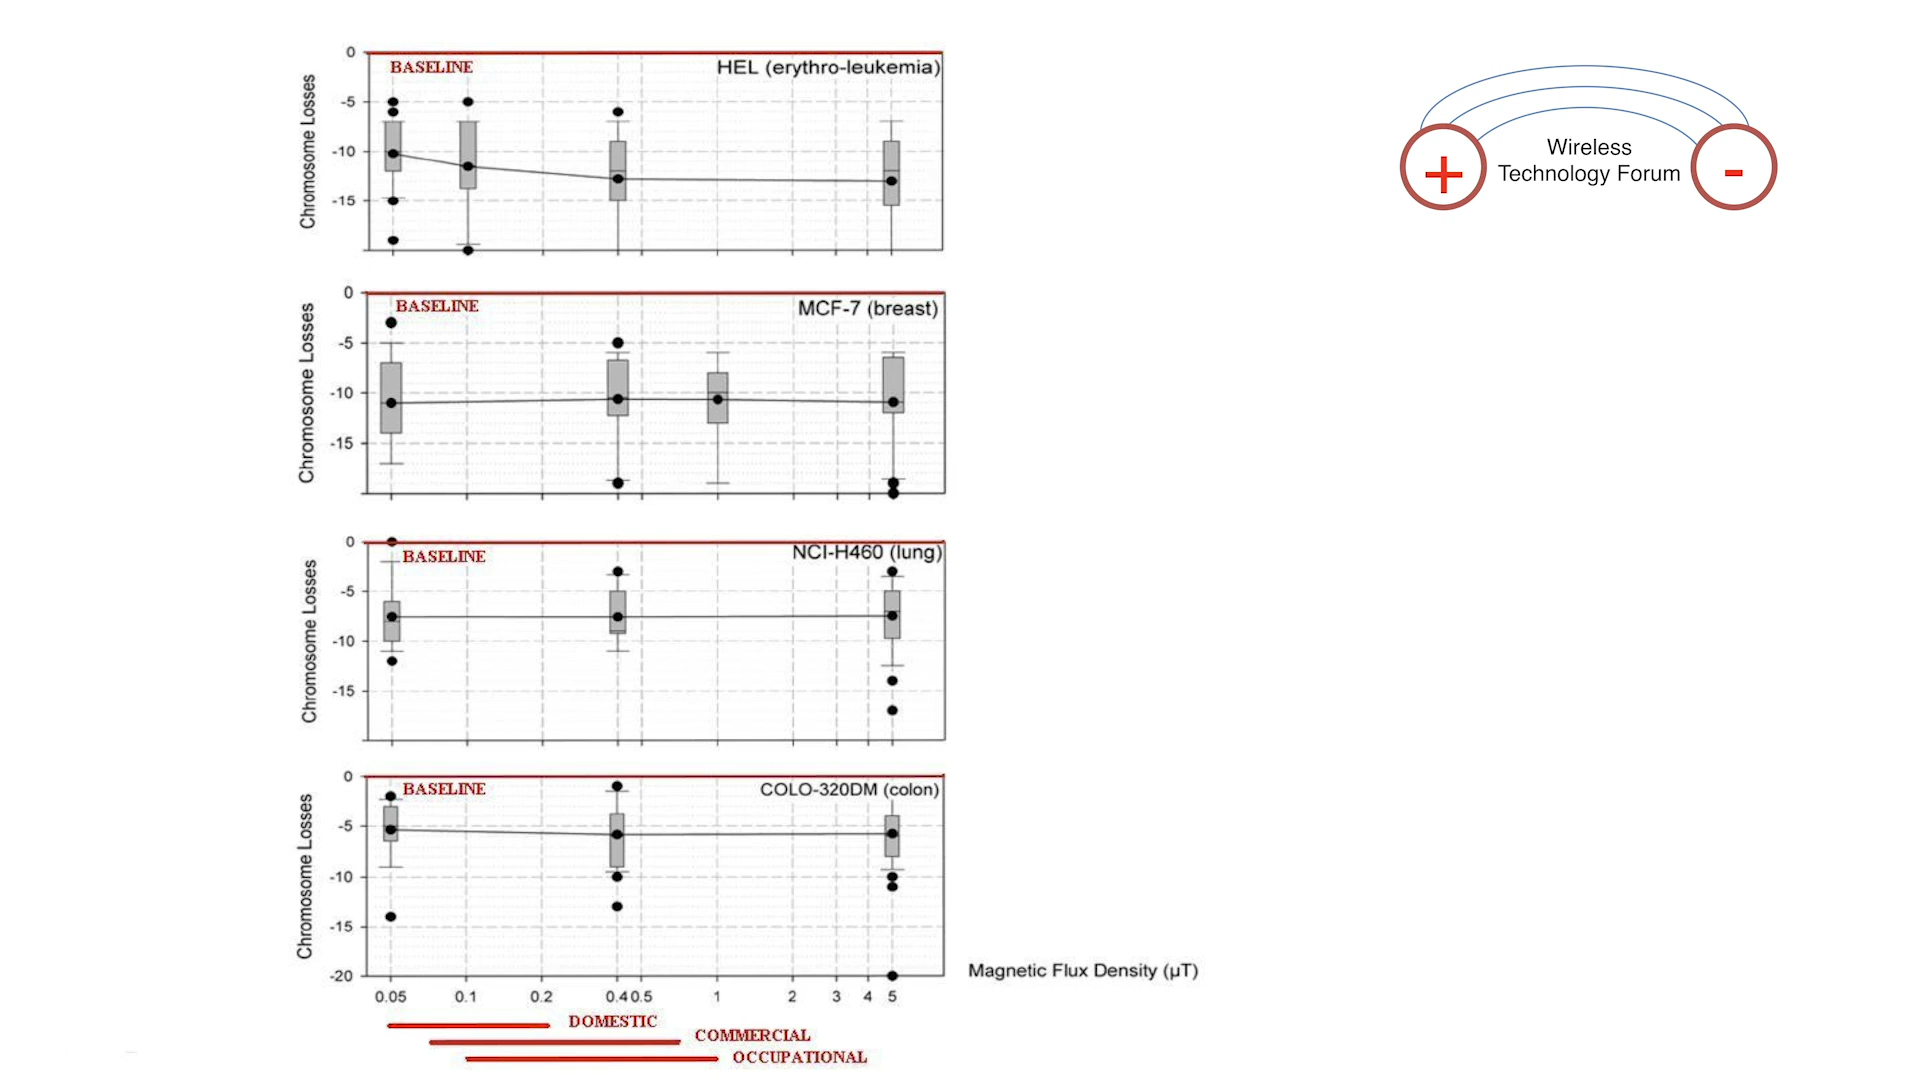 0
BASELINE
HEL (erythro-leukemia)
-5
-10
-15
Chromosome Losses
0
BASELINE
MCF-7 (breast)
-5
-10
-15
Chromosome Losses
0
BASELINE
NCI-H460 (lung)
-5
-10
-15
Chromosome Losses
0
BASELINE
COLO-320DM (colon)
-5
-10
-15
-20
Chromosome Losses
0.05 0.1 0.2 0.4 0.5 1 2 3 4 5
Magnetic Flux Density (µT)
DOMESTIC
COMMERCIAL
OCCUPATIONAL
+
Wireless
Technology Forum
-